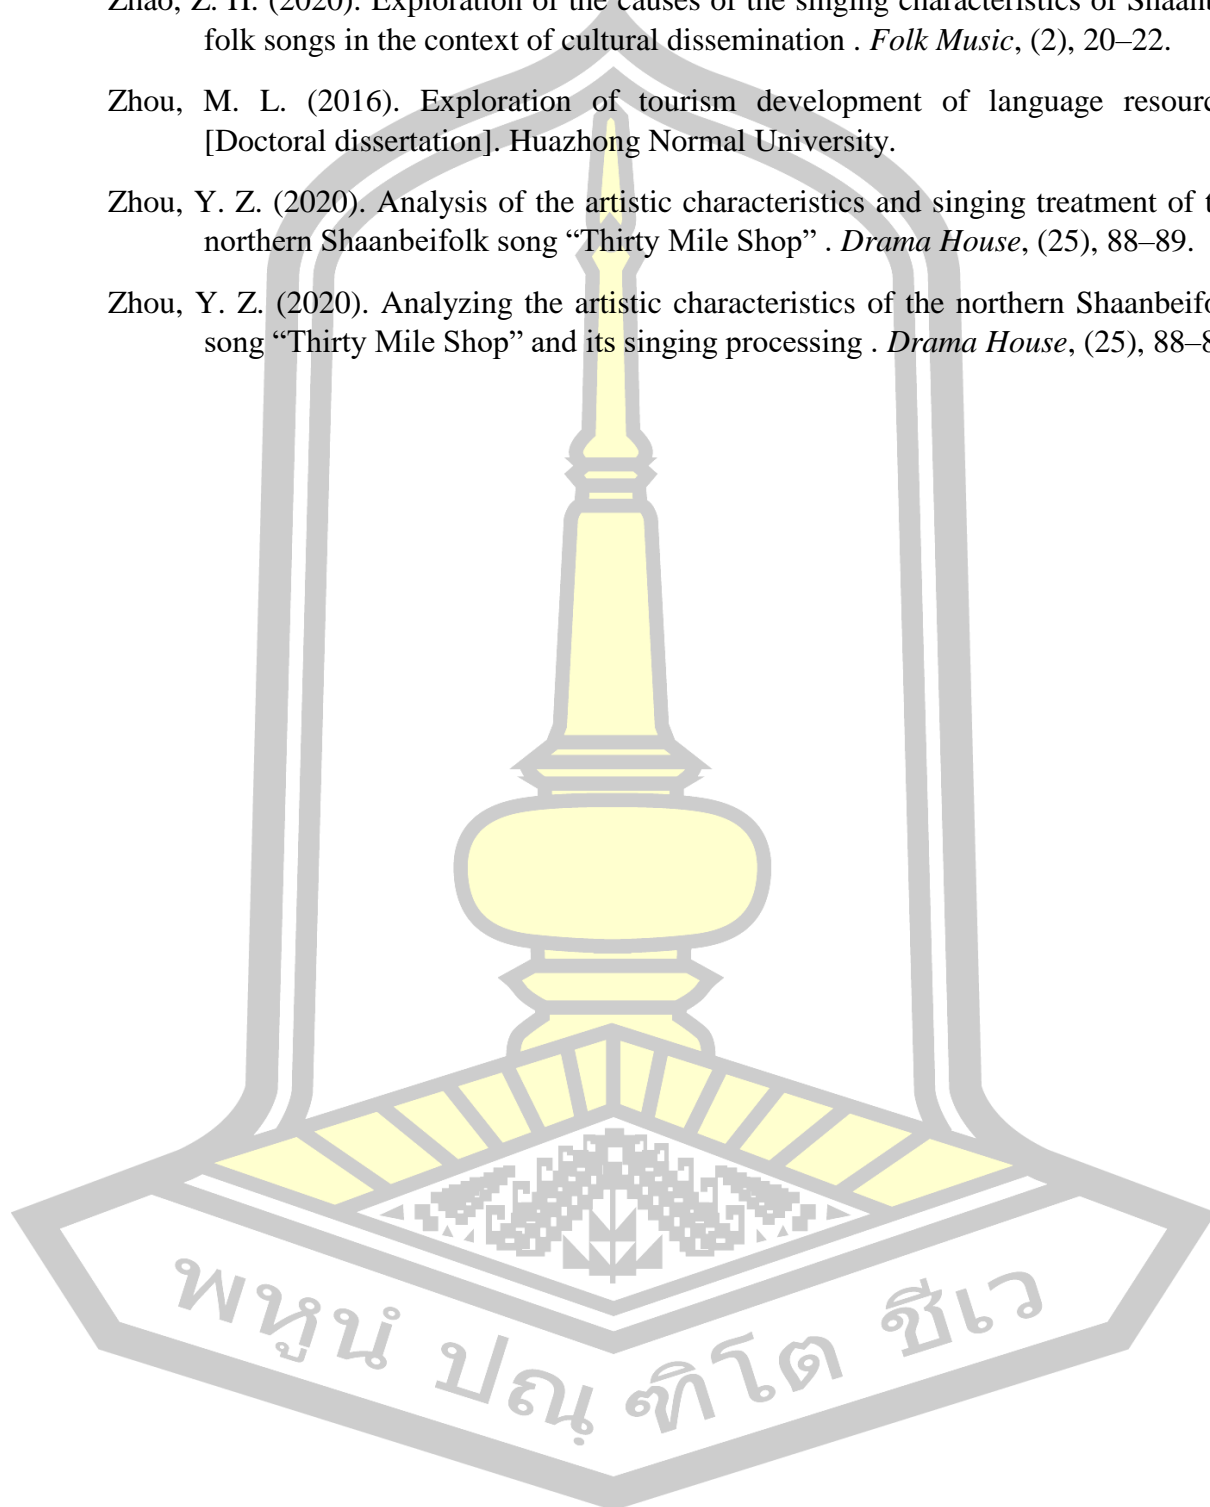 folk songs in the context of cultural dissemination . Folk Music, (2), 20–22.
Zhou, M. L. (2016). Exploration of tourism development of language
[Doctoral dissertation]. Huazhong Normal University.
Zhou, Y. Z. (2020). Analysis of the artistic characteristics and singing treatment of
northern Shaanbeifolk song “Thirty Mile Shop” . Drama House, (25), 88–89.
Zhou, Y. Z. (2020). Analyzing the artistic characteristics of the northern
song “Thirty Mile Shop” and its singing processing . Drama House, (25),
พหูนํ ปณฺฑิโต ชีเว